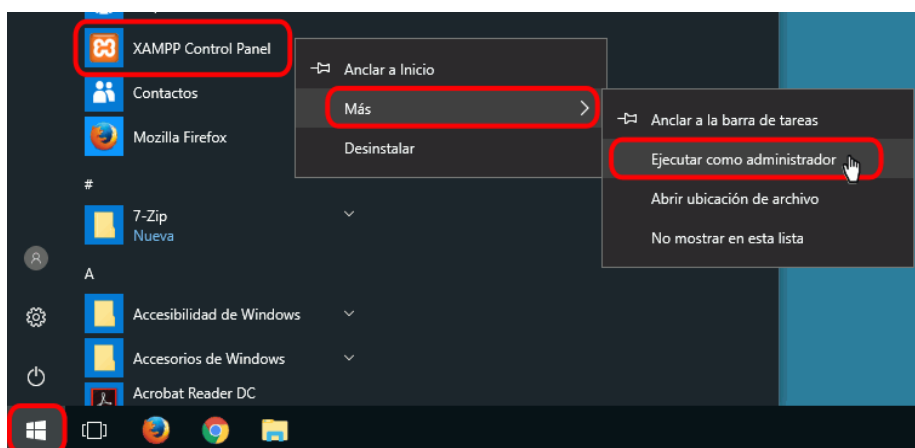 XAMPP Control Panel
Anclar a Inicio
Contactos
Más
Anclar a la barra de tareas
Mozilla Firefox
Desinstalar
Ejecutar como administrador
#
Abrir ubicación de archivo
7-Zip
Nueva
No mostrar en esta lista
A
Accesibilidad de Windows
Accesorios de Windows
Acrobat Reader DC